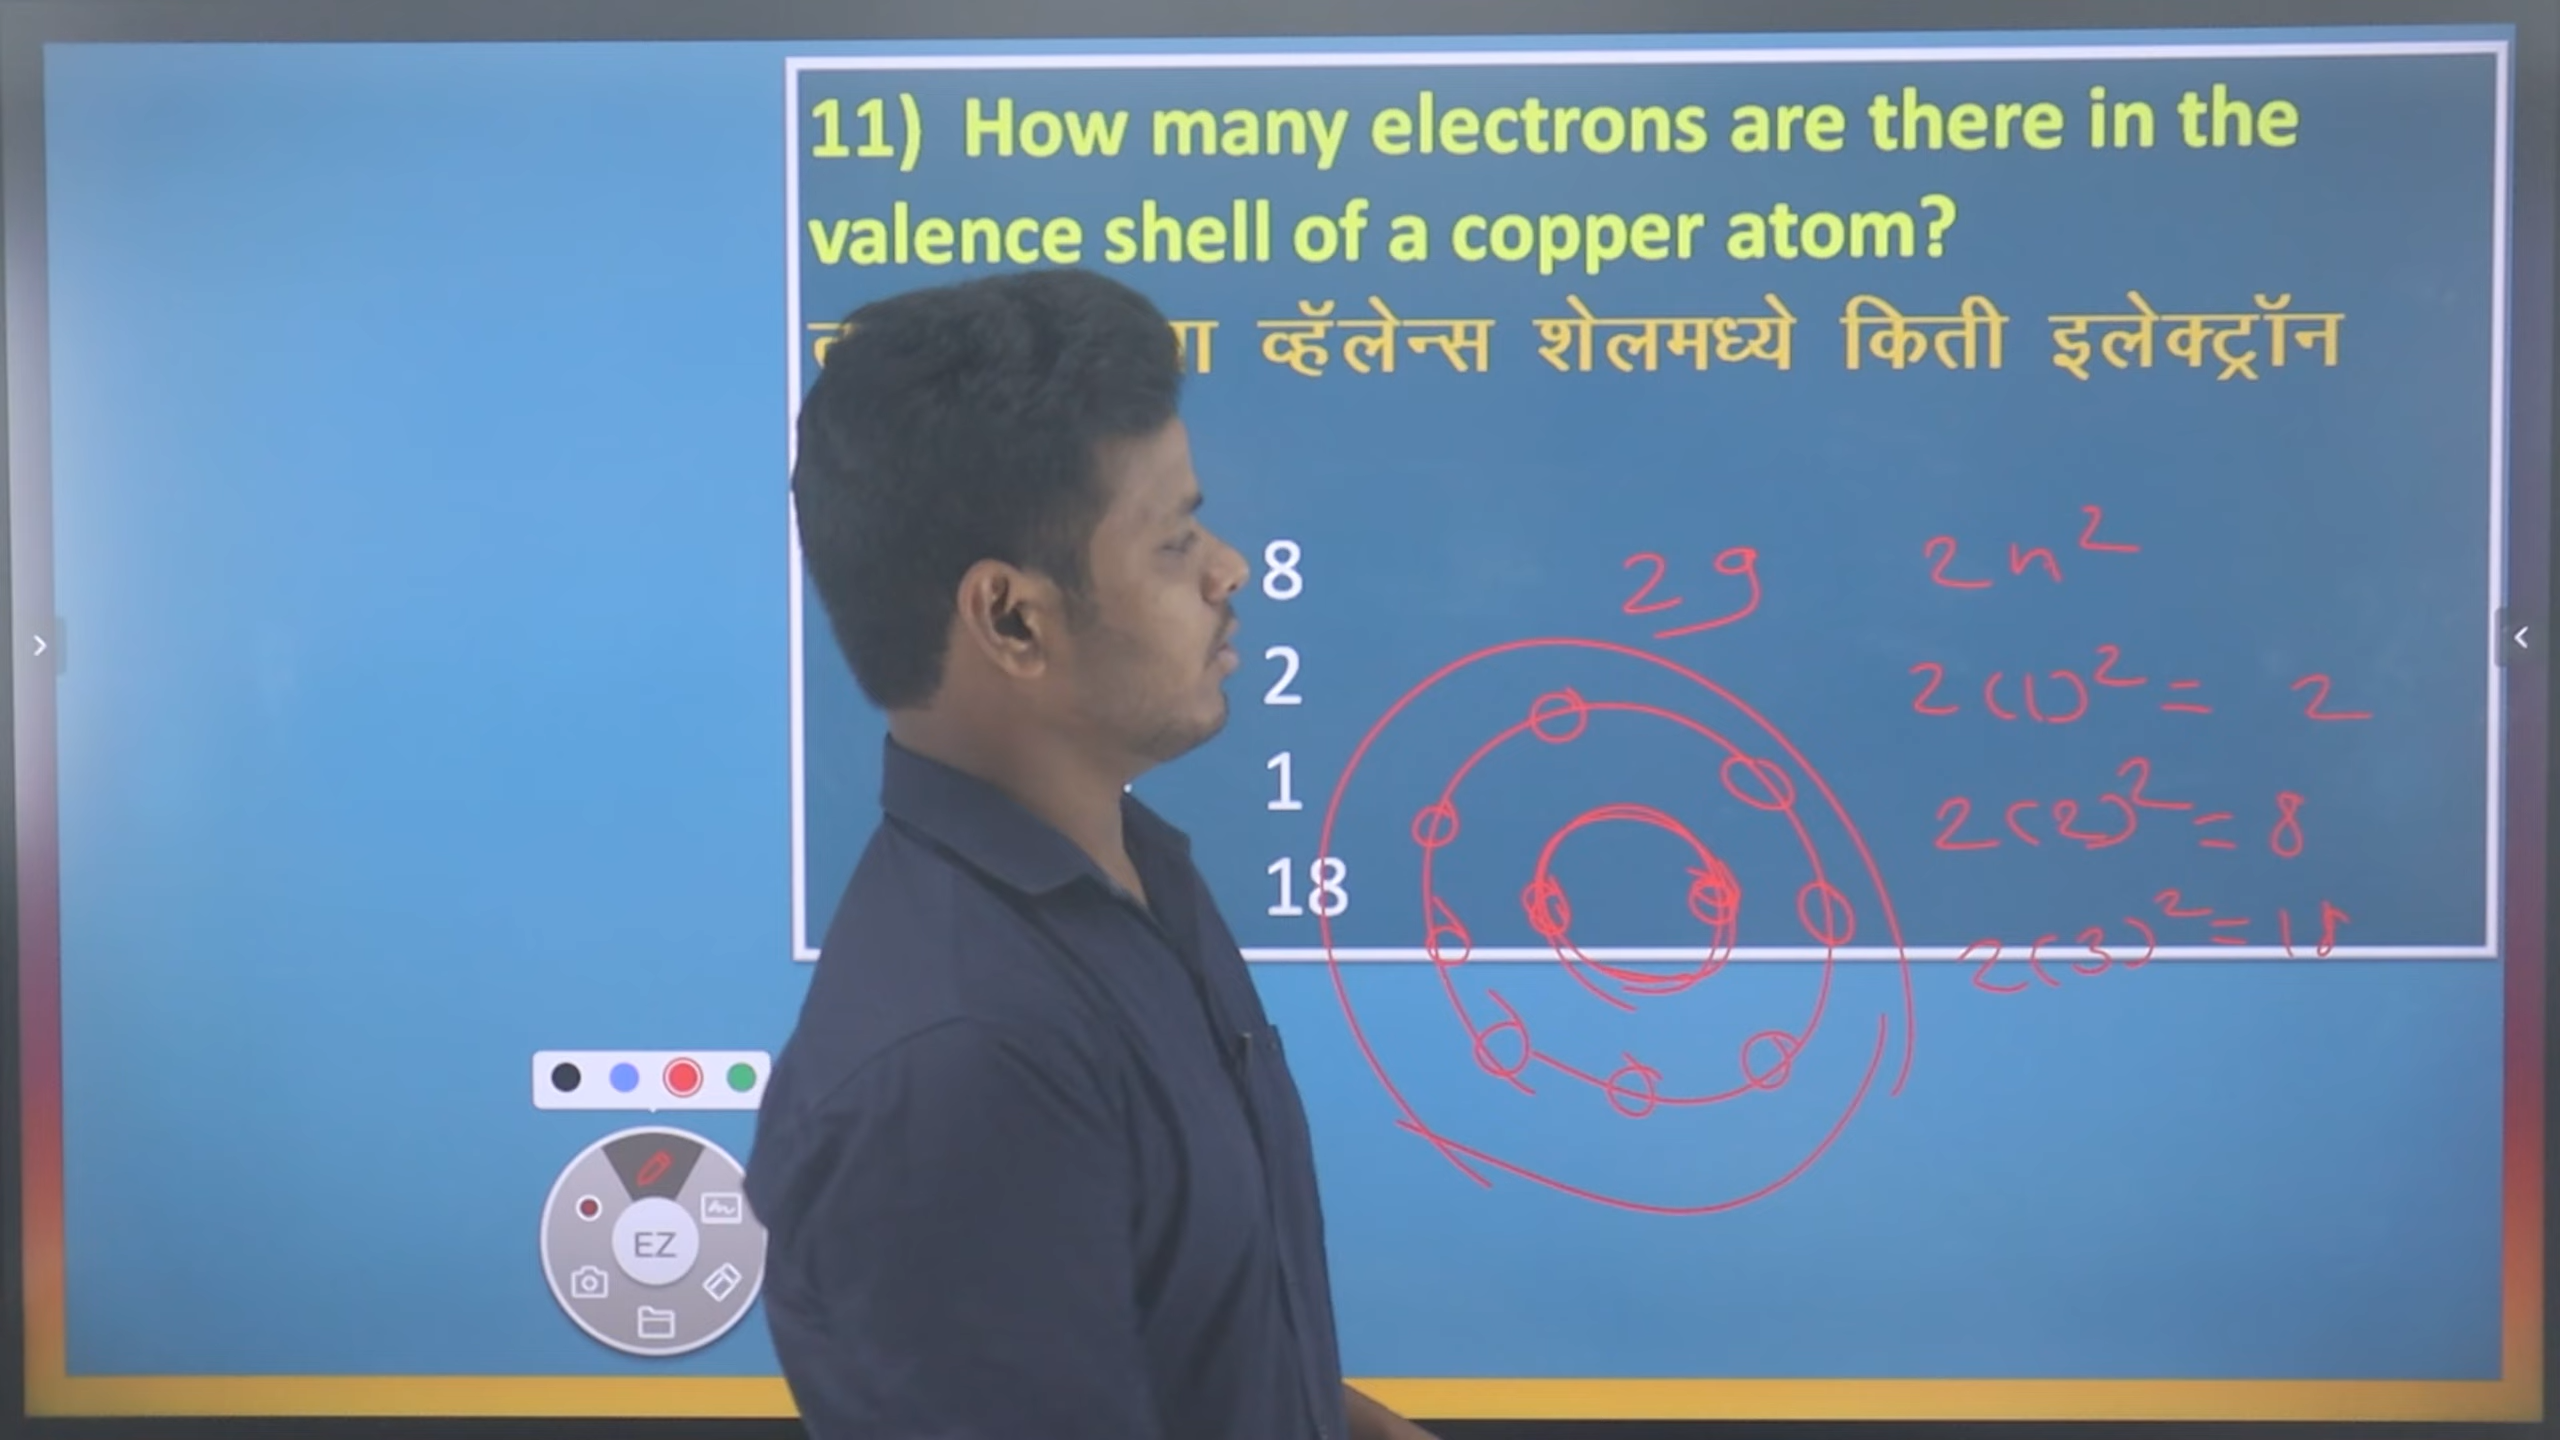 11) How many electrons are there in the
valence shell of a copper atom?
व्हॅलेन्स शेलमध्ये किती इलेक्ट्रॉन
8
2
1
18
29
2n²
2(1)² = 2
2(2)² = 8
2(3)² = 18
EZ